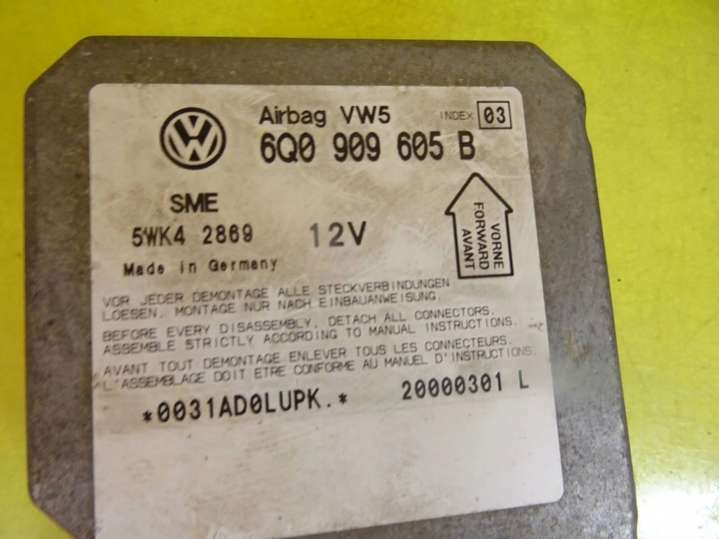 Airbag VW5 INDEX 03
6Q0 909 605 B
SME
5WK4 2869 12V
Made in Germany
VORNE
FORWARD
AVANT
VOR JEDER DEMONTAGE ALLE STECKVERBINDUNGEN
LOESEN. MONTAGE NUR NACH EINBAUANWEISUNG.
BEFORE EVERY DISASSEMBLY, DETACH ALL CONNECTORS.
ASSEMBLE STRICTLY ACCORDING TO MANUAL INSTRUCTIONS.
AVANT TOUT DEMONTAGE ENLEVER TOUS LES CONNECTEURS.
L'ASSEMBLAGE DOIT ETRE CONFORME AU MANUEL D'INSTRUCTIONS.
*0031AD0LUPK.* 20000301 L